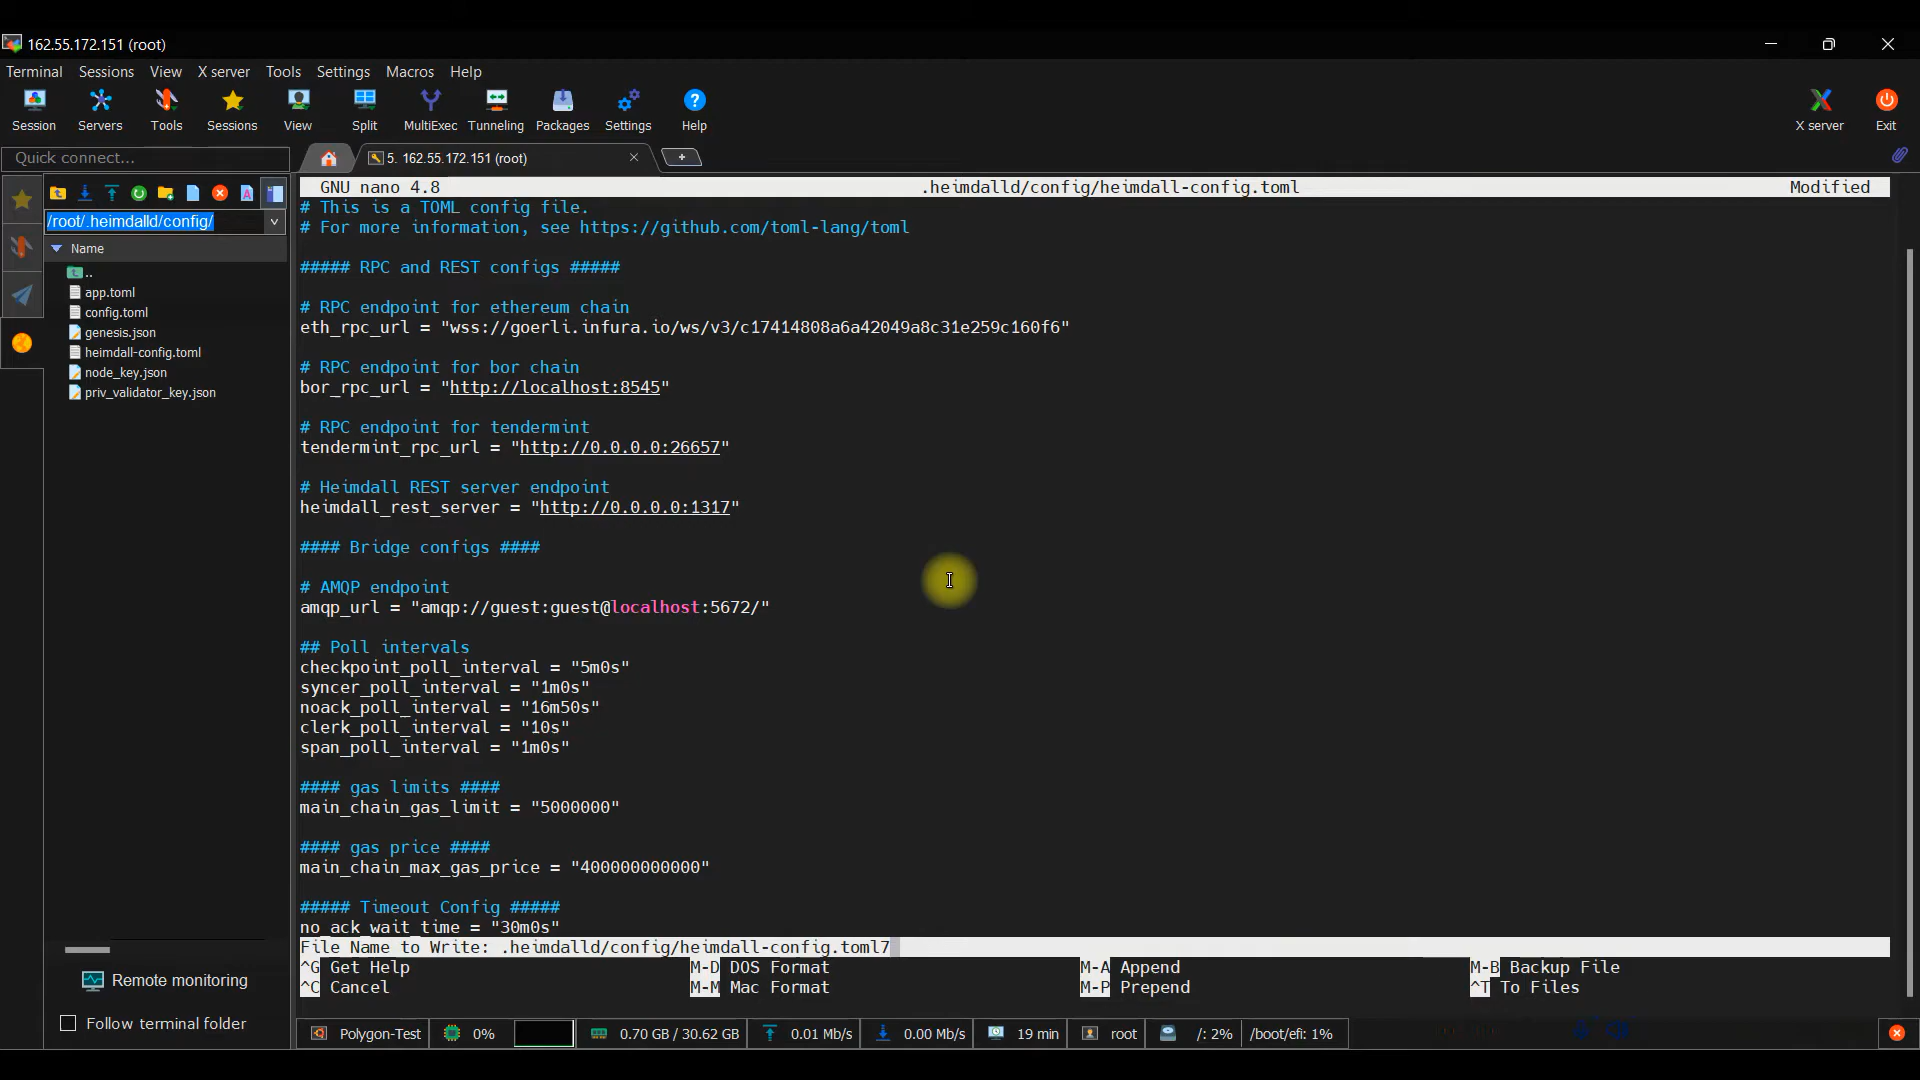 162.55.172.151 (root)
Terminal Sessions View X server Tools Settings Macros Help
Session Servers Tools Sessions View Split MultiExec Tunneling Packages Settings Help X server Exit
Quick connect...
5. 162.55.172.151 (root)
/root/.heimdalld/config/
Name
..
app.toml
config.toml
genesis.json
heimdall-config.toml
node_key.json
priv_validator_key.json
Remote monitoring
Follow terminal folder
GNU nano 4.8 .heimdalld/config/heimdall-config.toml Modified
# This is a TOML config file.
# For more information, see https://github.com/toml-lang/toml
##### RPC and REST configs #####
# RPC endpoint for ethereum chain
eth_rpc_url = "wss://goerli.infura.io/ws/v3/c17414808a6a42049a8c31e259c160f6"
# RPC endpoint for bor chain
bor_rpc_url = "http://localhost:8545"
# RPC endpoint for tendermint
tendermint_rpc_url = "http://0.0.0.0:26657"
# Heimdall REST server endpoint
heimdall_rest_server = "http://0.0.0.0:1317"
#### Bridge configs ####
# AMQP endpoint
amqp_url = "amqp://guest:guest@localhost:5672/"
## Poll intervals
checkpoint_poll_interval = "5m0s"
syncer_poll_interval = "1m0s"
noack_poll_interval = "16m50s"
clerk_poll_interval = "10s"
span_poll_interval = "1m0s"
#### gas limits ####
main_chain_gas_limit = "5000000"
#### gas price ####
main_chain_max_gas_price = "400000000000"
##### Timeout Config #####
no_ack_wait_time = "30m0s"
File Name to Write: .heimdalld/config/heimdall-config.toml7
^G Get Help M-D DOS Format M-A Append M-B Backup File
^C Cancel M-M Mac Format M-P Prepend ^T To Files
Polygon-Test 0% 0.70 GB / 30.62 GB 0.01 Mb/s 0.00 Mb/s 19 min root /: 2% /boot/efi: 1%